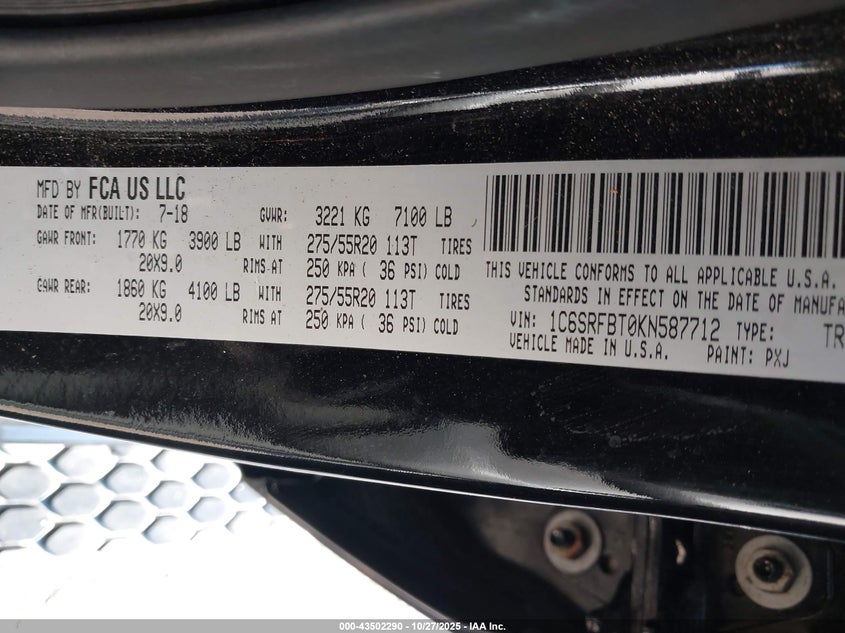 MFD BY FCA US LLC
DATE OF MFR(BUILT): 7-18 GVWR: 3221 KG 7100 LB
GAWR FRONT: 1770 KG 3900 LB WITH 275/55R20 113T TIRES
20X9.0 RIMS AT 250 KPA ( 36 PSI) COLD
GAWR REAR: 1860 KG 4100 LB WITH 275/55R20 113T TIRES
20X9.0 RIMS AT 250 KPA ( 36 PSI) COLD
THIS VEHICLE CONFORMS TO ALL APPLICABLE U.S.A.
STANDARDS IN EFFECT ON THE DATE OF MANUFA
VIN: 1C6SRFBT0KN587712 TYPE: TR
VEHICLE MADE IN U.S.A. PAINT: PXJ
000-43502290 - 10/27/2025 - IAA Inc.